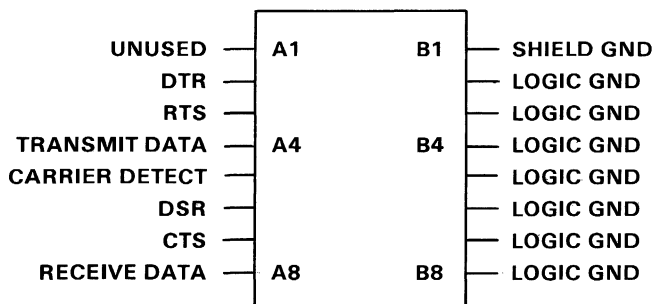 UNUSED A1 B1 SHIELD GND
DTR LOGIC GND
RTS LOGIC GND
TRANSMIT DATA A4 B4 LOGIC GND
CARRIER DETECT LOGIC GND
DSR LOGIC GND
CTS LOGIC GND
RECEIVE DATA A8 B8 LOGIC GND